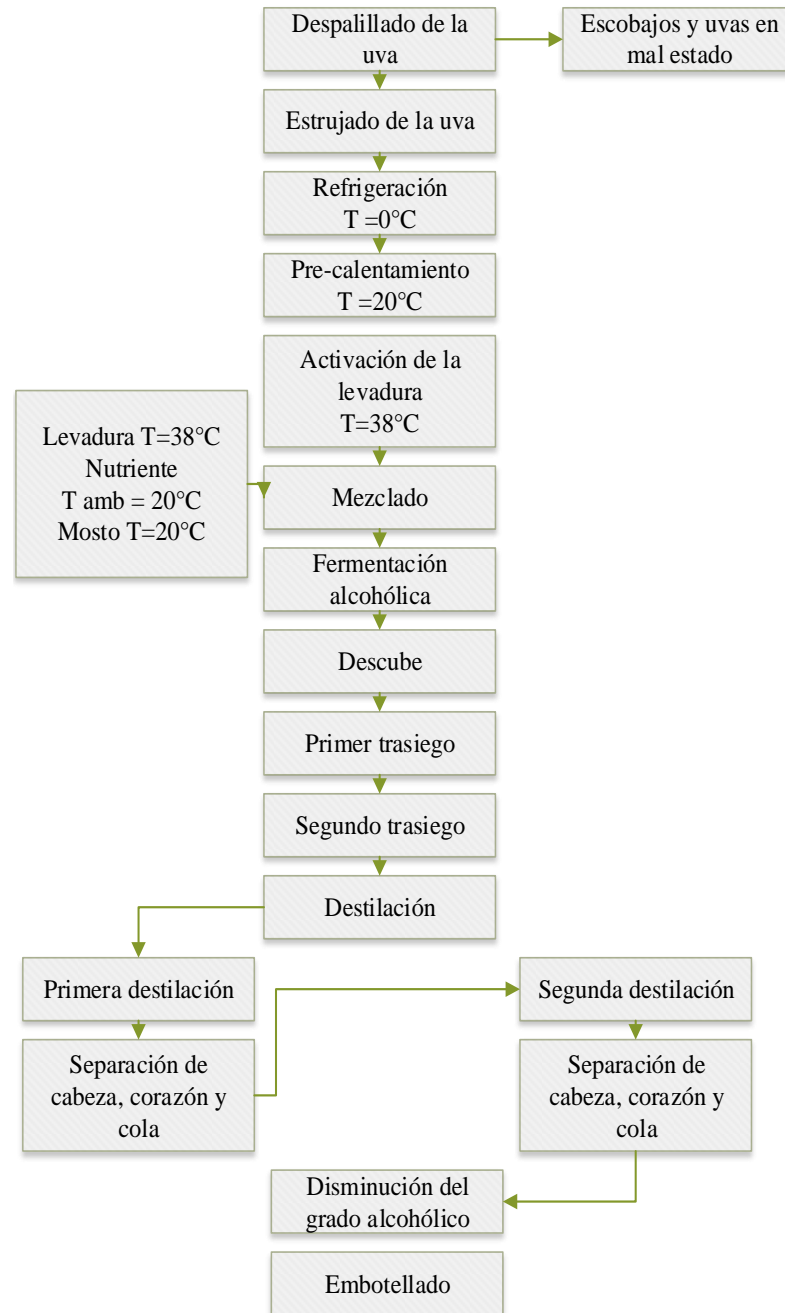 Despalillado de la
uva
Escobajos y uvas en
mal estado
Estrujado de la uva
Refrigeración
T =0°C
Pre-calentamiento
T =20°C
Activación de la
levadura
T=38°C
Levadura T=38°C
Nutriente
T amb = 20°C
Mosto T=20°C
Mezclado
Fermentación
alcohólica
Descube
Primer trasiego
Segundo trasiego
Destilación
Primera destilación
Separación de
cabeza, corazón y
cola
Segunda destilación
Separación de
cabeza, corazón y
cola
Disminución del
grado alcohólico
Embotellado